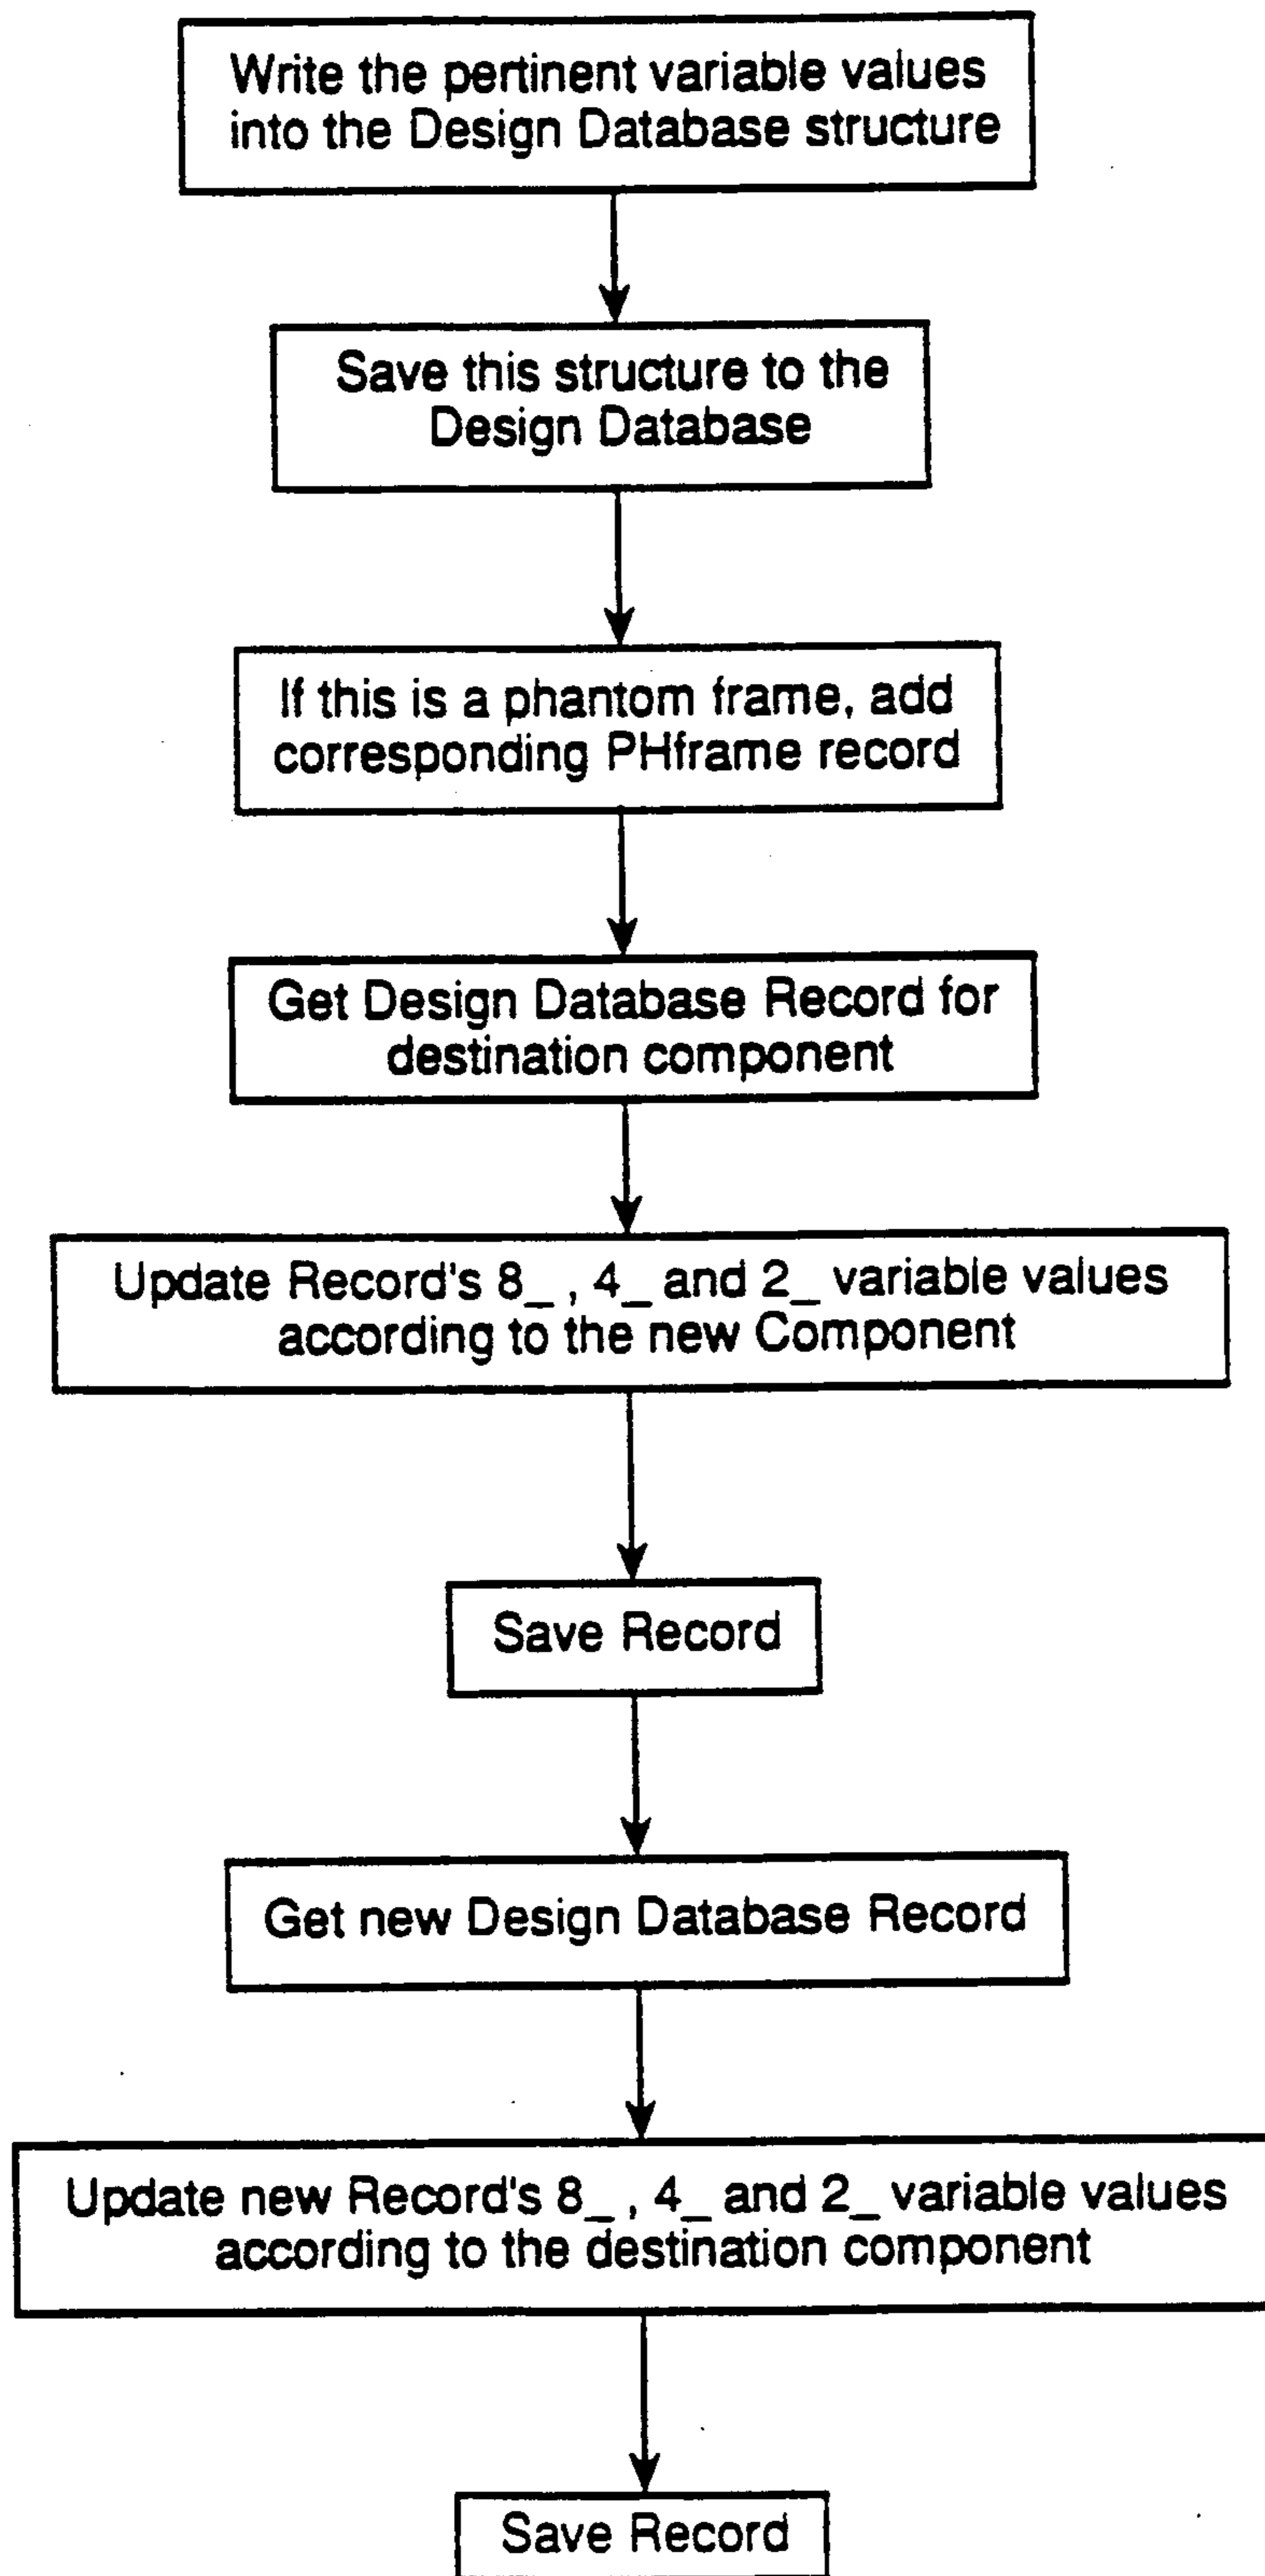 Write the pertinent variable values
into the Design Database structure
Save this structure to the
Design Database
If this is a phantom frame, add
corresponding PHframe record
Get Design Database Record for
destination component
Update Record's 8_ , 4_ and 2_ variable values
according to the new Component
Save Record
Get new Design Database Record
Update new Record's 8_ , 4_ and 2_ variable values
according to the destination component
Save Record